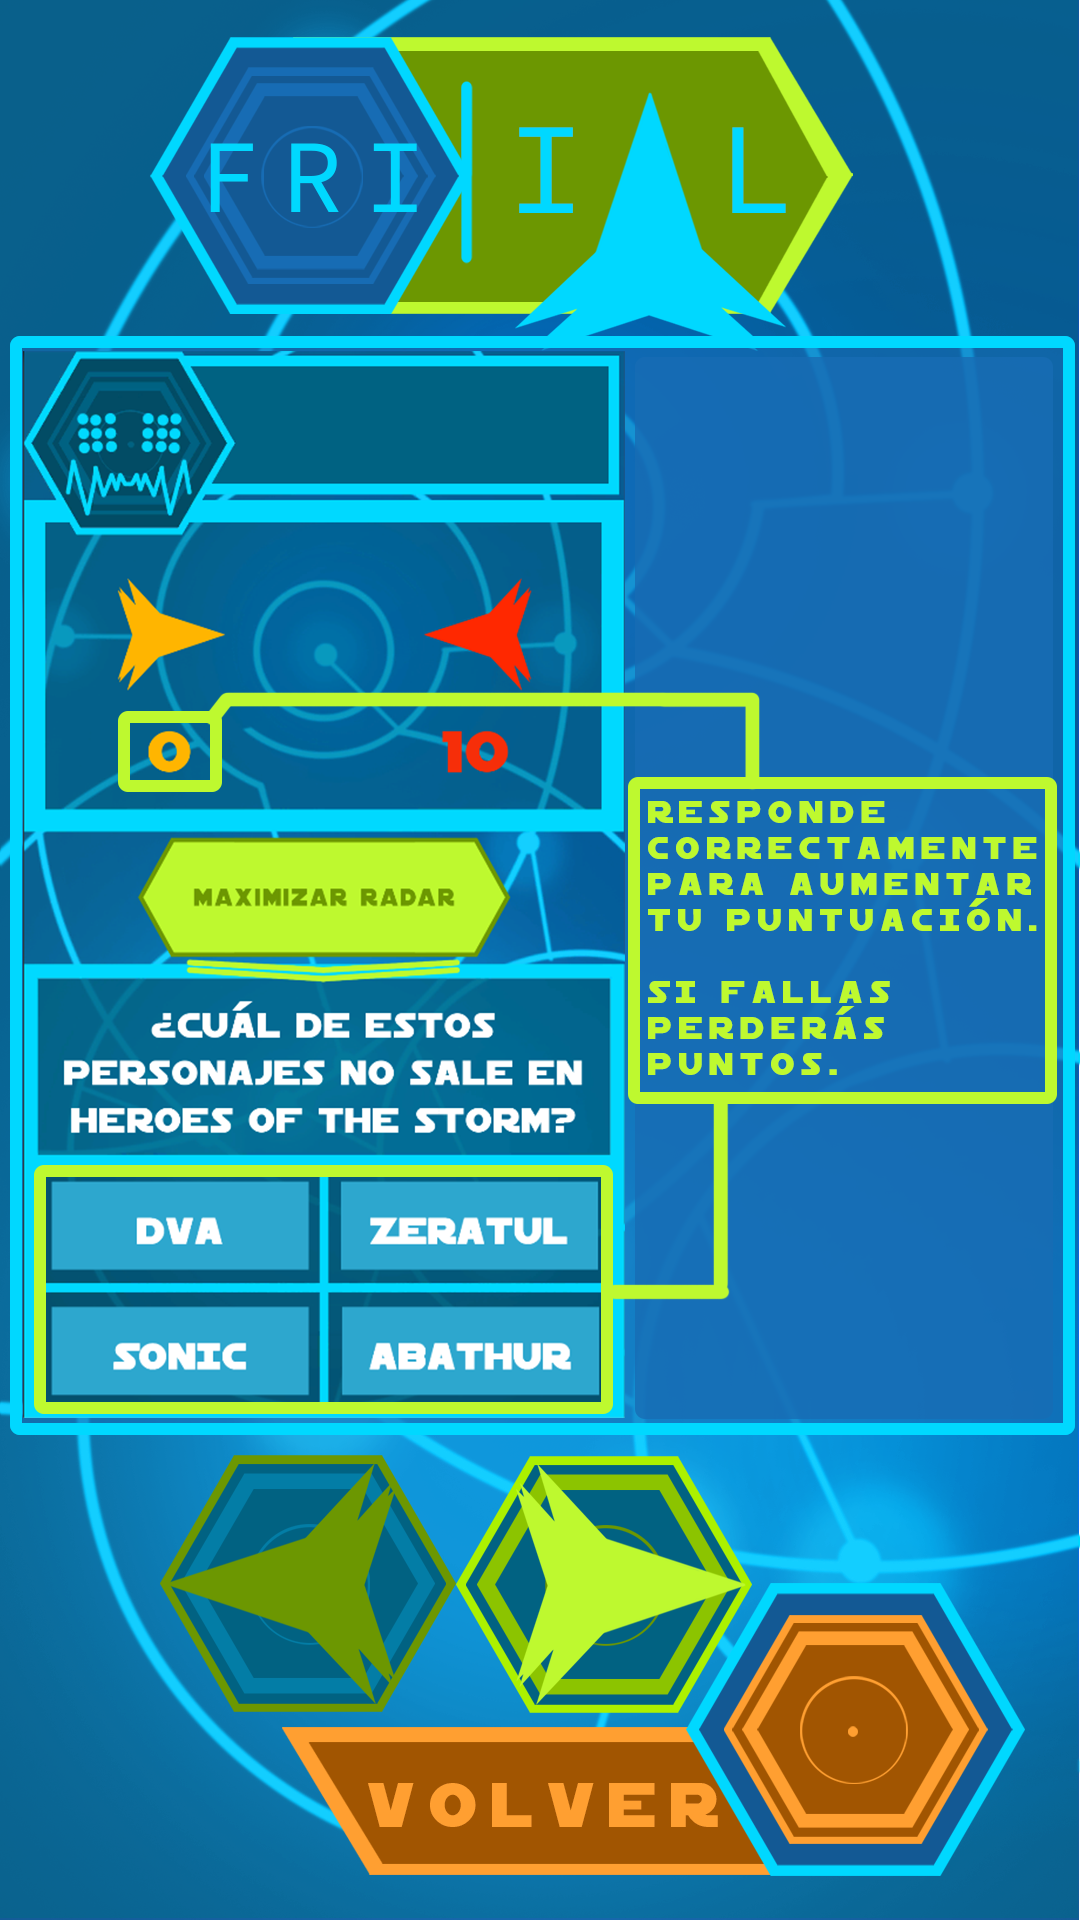 FRI IAL
0
10
MAXIMIZAR RADAR
¿CUÁL DE ESTOS
PERSONAJES NO SALE EN
HEROES OF THE STORM?
DVA
ZERATUL
SONIC
ABATHUR
RESPONDE
CORRECTAMENTE
PARA AUMENTAR
TU PUNTUACIÓN.
SI FALLAS
PERDERÁS
PUNTOS.
VOLVER